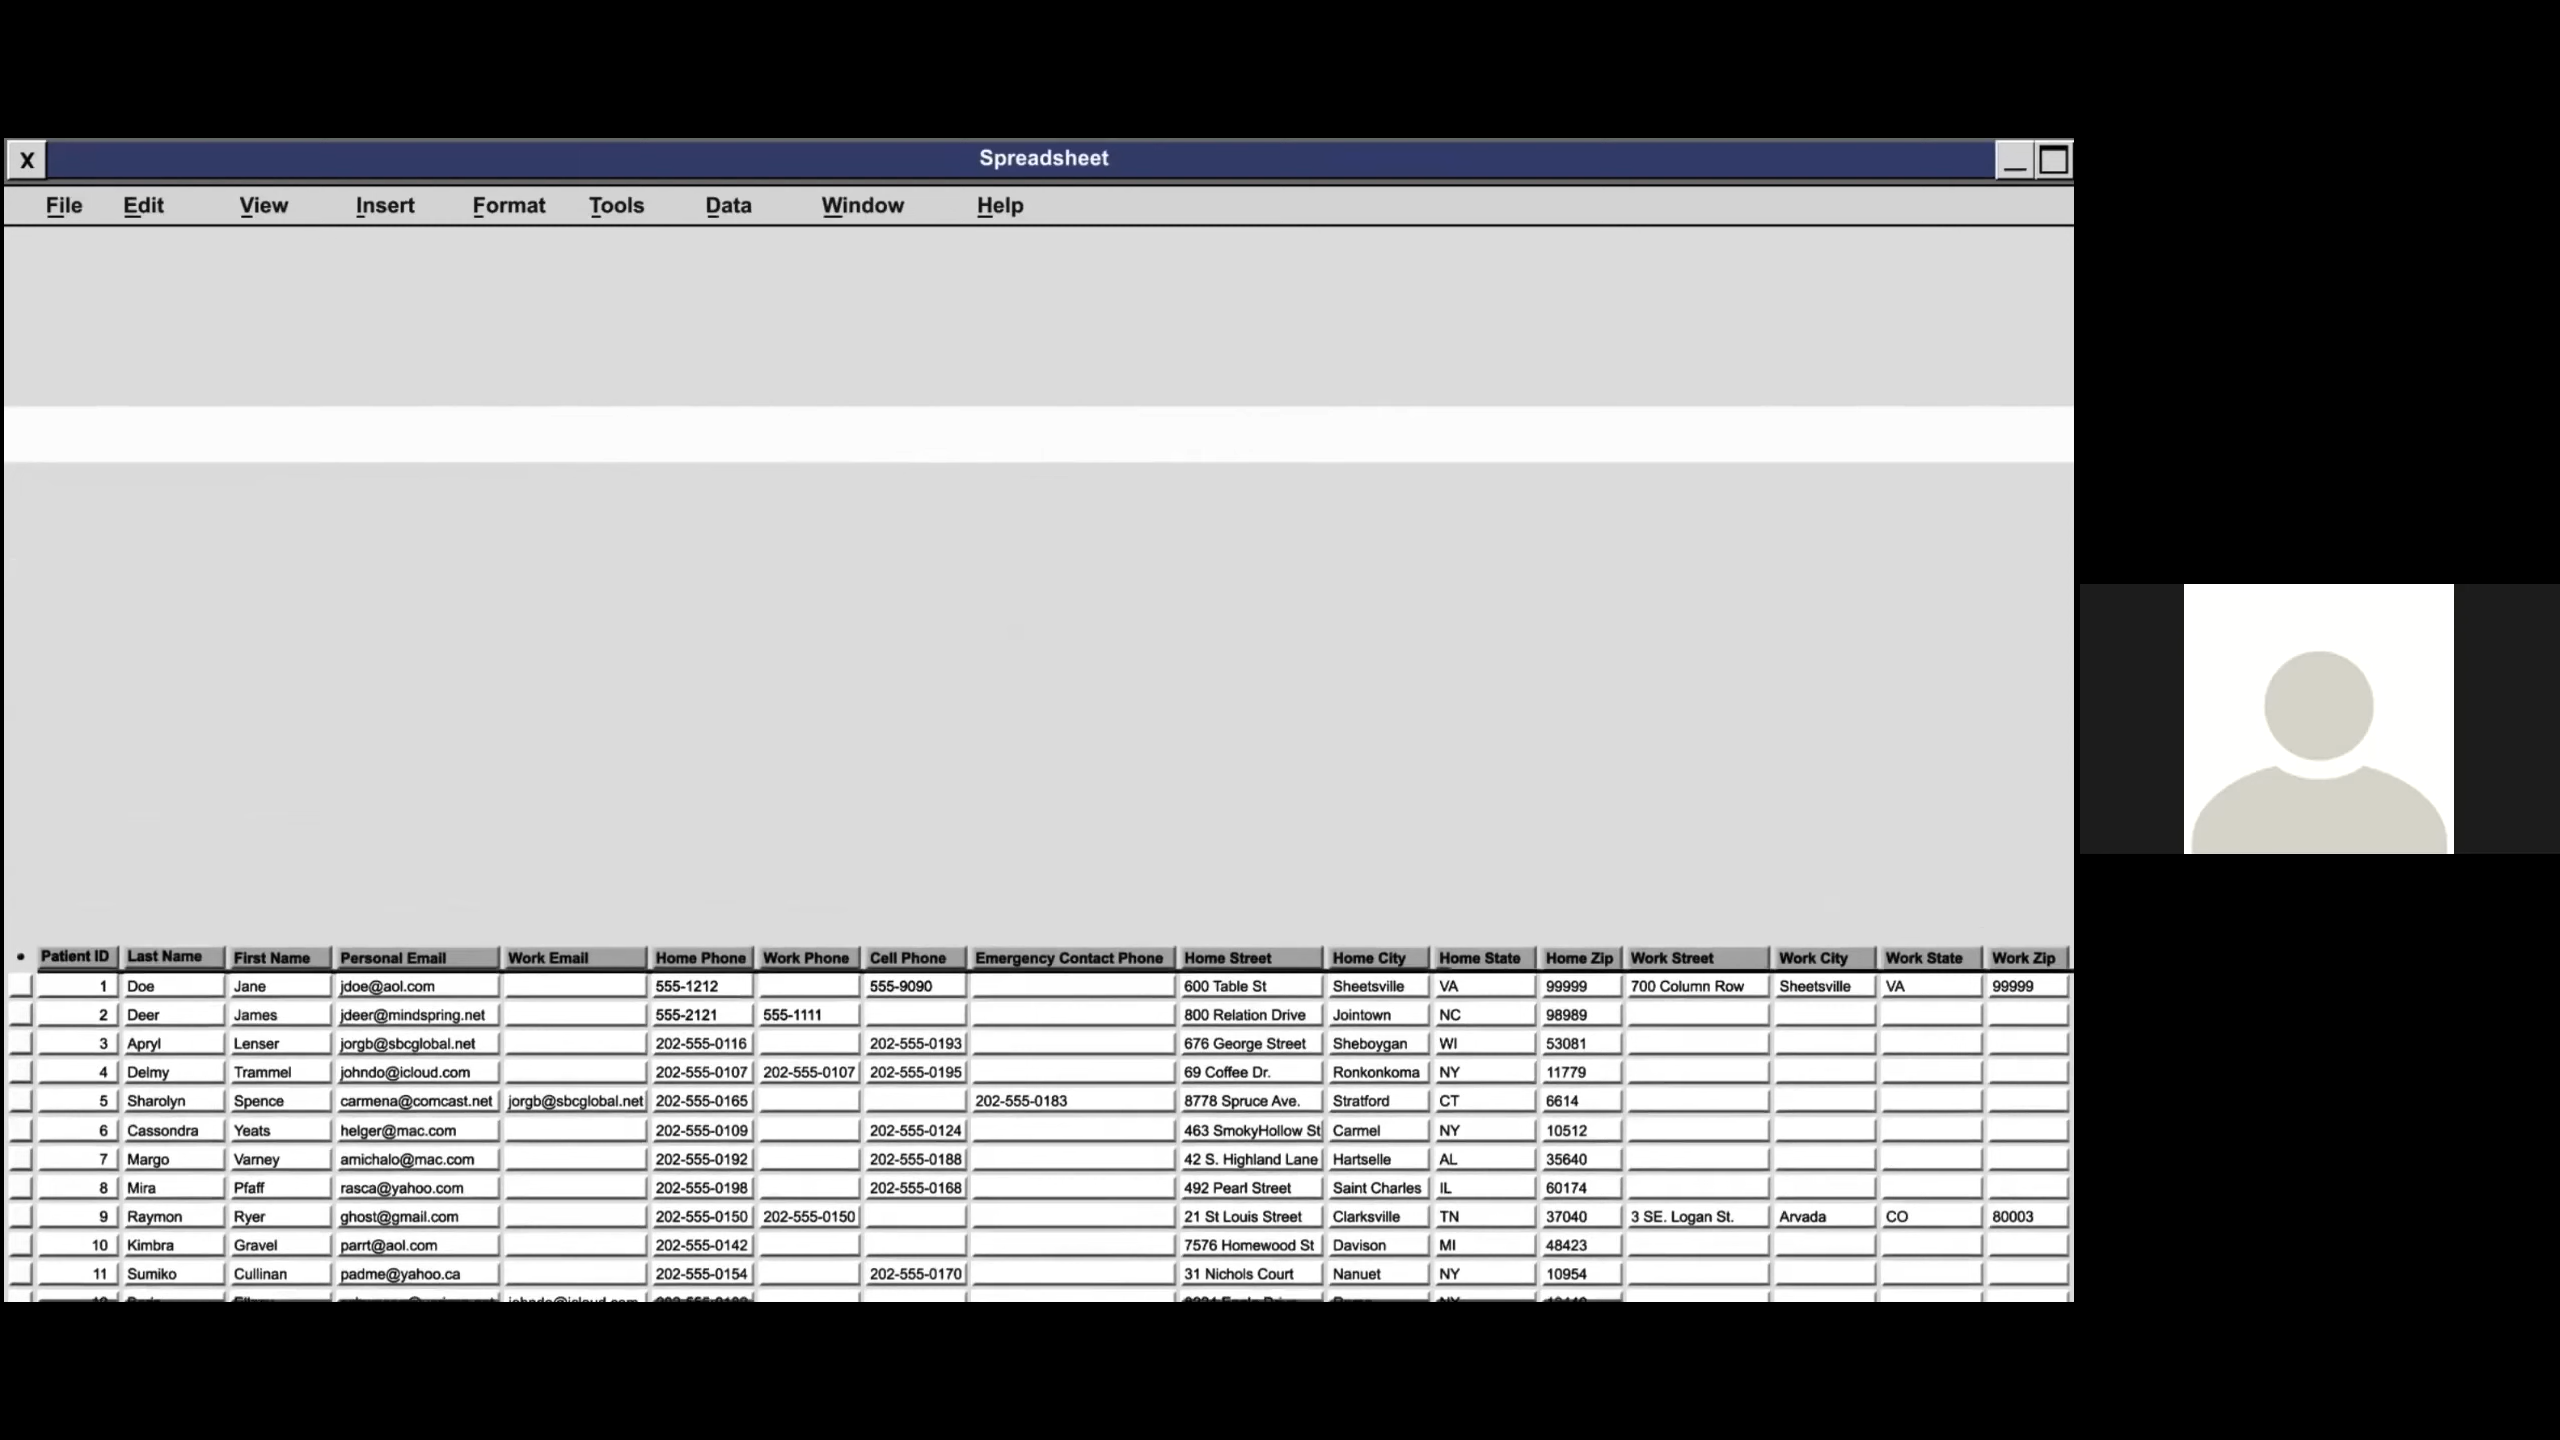 X Spreadsheet
File Edit View Insert Format Tools Data Window Help
Patient ID Last Name First Name Personal Email Work Email Home Phone Work Phone Cell Phone Emergency Contact Phone Home Street Home City Home State Home Zip Work Street Work City Work State Work Zip
1 Doe Jane jdoe@aol.com 555-1212 555-9090 600 Table St Sheetsville VA 99999 700 Column Row Sheetsville VA 99999
2 Deer James jdeer@mindspring.net 555-2121 555-1111 800 Relation Drive Jointown NC 98989
3 Apryl Lenser jorgb@sbcglobal.net 202-555-0116 202-555-0193 676 George Street Sheboygan WI 53081
4 Delmy Trammel johndo@icloud.com 202-555-0107 202-555-0107 202-555-0195 69 Coffee Dr. Ronkonkoma NY 11779
5 Sharolyn Spence carmena@comcast.net jorgb@sbcglobal.net 202-555-0165 202-555-0183 8778 Spruce Ave. Stratford CT 6614
6 Cassondra Yeats helger@mac.com 202-555-0109 202-555-0124 463 SmokyHollow St Carmel NY 10512
7 Margo Varney amichalo@mac.com 202-555-0192 202-555-0188 42 S. Highland Lane Hartselle AL 35640
8 Mira Pfaff rasca@yahoo.com 202-555-0198 202-555-0168 492 Pearl Street Saint Charles IL 60174
9 Raymon Ryer ghost@gmail.com 202-555-0150 202-555-0150 21 St Louis Street Clarksville TN 37040 3 SE. Logan St. Arvada CO 80003
10 Kimbra Gravel parrt@aol.com 202-555-0142 7576 Homewood St Davison MI 48423
11 Sumiko Cullinan padme@yahoo.ca 202-555-0154 202-555-0170 31 Nichols Court Nanuet NY 10954